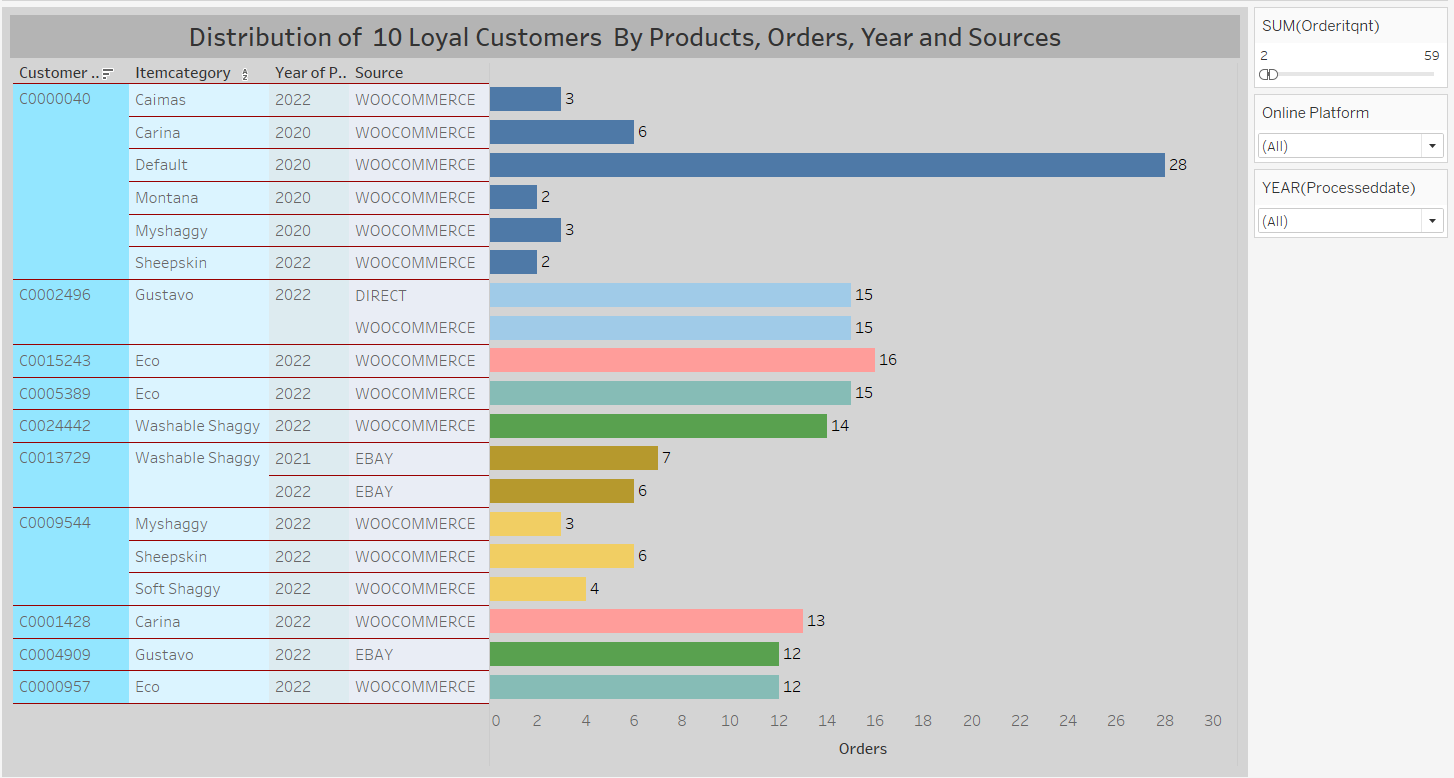 Distribution of  10 Loyal Customers  By Products, Orders, Year and Sources
Customer .. Itemcategory Year of P.. Source
C0000040 Caimas 2022 WOOCOMMERCE 3
Carina 2020 WOOCOMMERCE 6
Default 2020 WOOCOMMERCE 28
Montana 2020 WOOCOMMERCE 2
Myshaggy 2020 WOOCOMMERCE 3
Sheepskin 2022 WOOCOMMERCE 2
C0002496 Gustavo 2022 DIRECT 15
WOOCOMMERCE 15
C0015243 Eco 2022 WOOCOMMERCE 16
C0005389 Eco 2022 WOOCOMMERCE 15
C0024442 Washable Shaggy 2022 WOOCOMMERCE 14
C0013729 Washable Shaggy 2021 EBAY 7
2022 EBAY 6
C0009544 Myshaggy 2022 WOOCOMMERCE 3
Sheepskin 2022 WOOCOMMERCE 6
Soft Shaggy 2022 WOOCOMMERCE 4
C0001428 Carina 2022 WOOCOMMERCE 13
C0004909 Gustavo 2022 EBAY 12
C0000957 Eco 2022 WOOCOMMERCE 12
0 2 4 6 8 10 12 14 16 18 20 22 24 26 28 30
Orders
SUM(Orderitqnt)
2 59
Online Platform
(All)
YEAR(Processeddate)
(All)